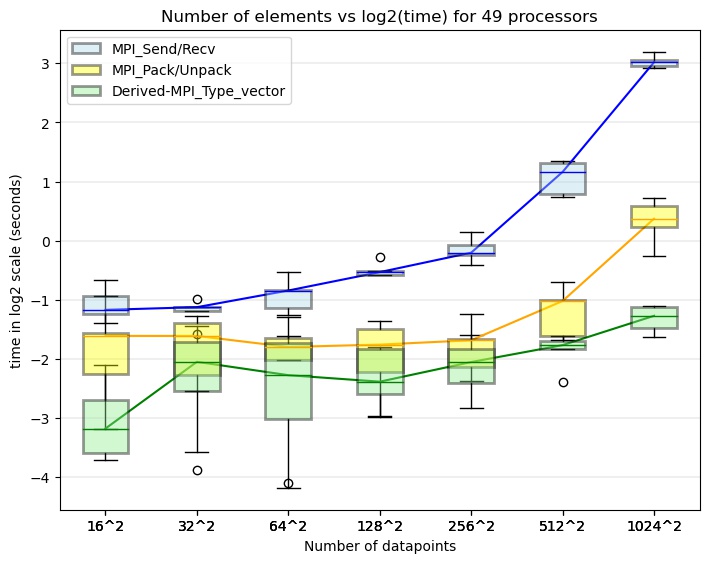 Number of elements vs log2(time) for 49 processors
MPI_Send/Recv
MPI_Pack/Unpack
Derived-MPI_Type_vector
time in log2 scale (seconds)
3
2
1
0
−1
−2
−3
−4
16^2 32^2 64^2 128^2 256^2 512^2 1024^2
Number of datapoints